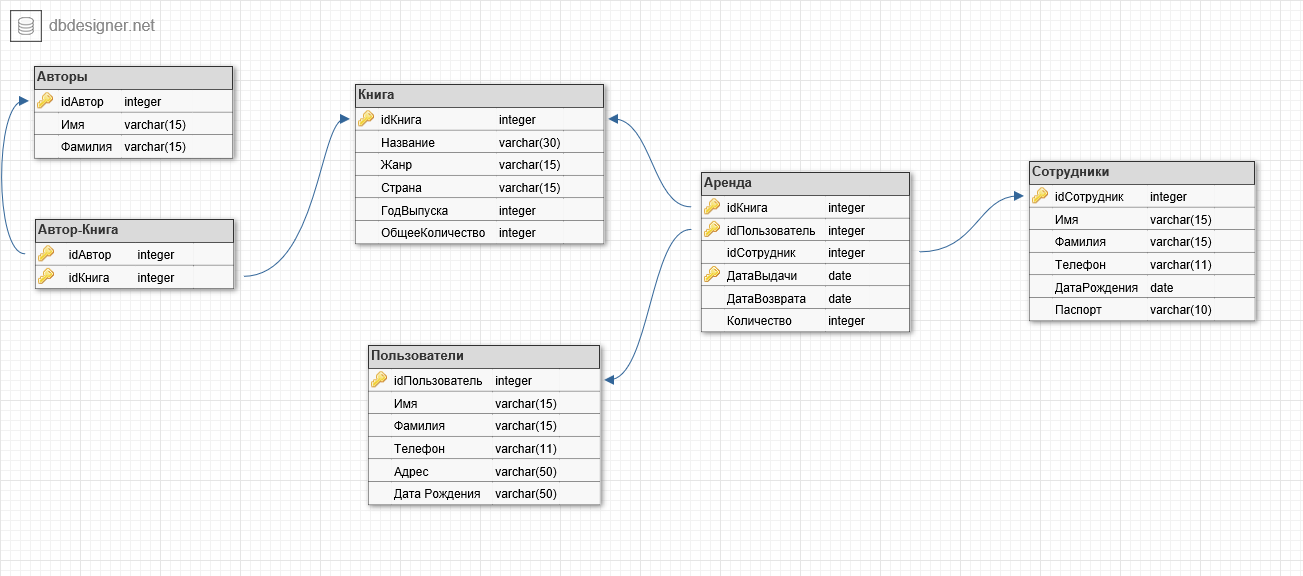 dbdesigner.net
Авторы
idАвтор integer
Имя varchar(15)
Фамилия varchar(15)
Автор-Книга
idАвтор integer
idКнига integer
Книга
idКнига integer
Название varchar(30)
Жанр varchar(15)
Страна varchar(15)
ГодВыпуска integer
ОбщееКоличество integer
Пользователи
idПользователь integer
Имя varchar(15)
Фамилия varchar(15)
Телефон varchar(11)
Адрес varchar(50)
Дата Рождения varchar(50)
Аренда
idКнига integer
idПользователь integer
idСотрудник integer
ДатаВыдачи date
ДатаВозврата date
Количество integer
Сотрудники
idСотрудник integer
Имя varchar(15)
Фамилия varchar(15)
Телефон varchar(11)
ДатаРождения date
Паспорт varchar(10)